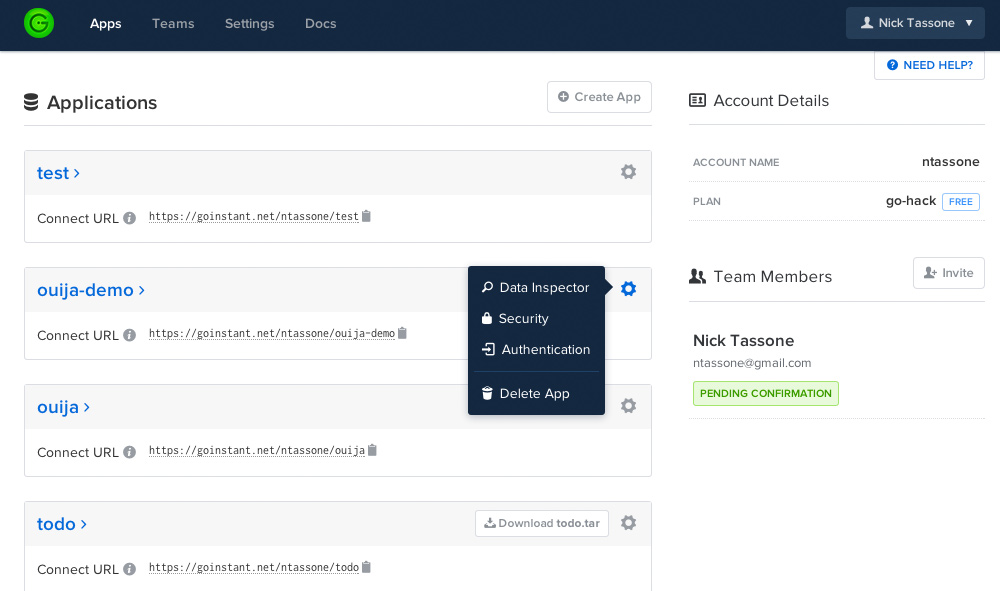 Apps Teams Settings Docs Nick Tassone
NEED HELP?
Applications
Create App
test
Connect URL https://goinstant.net/ntassone/test
ouija-demo
Connect URL https://goinstant.net/ntassone/ouija-demo
Data Inspector
Security
Authentication
Delete App
ouija
Connect URL https://goinstant.net/ntassone/ouija
todo
Download todo.tar
Connect URL https://goinstant.net/ntassone/todo
Account Details
ACCOUNT NAME ntassone
PLAN go-hack FREE
Team Members
Invite
Nick Tassone
ntassone@gmail.com
PENDING CONFIRMATION